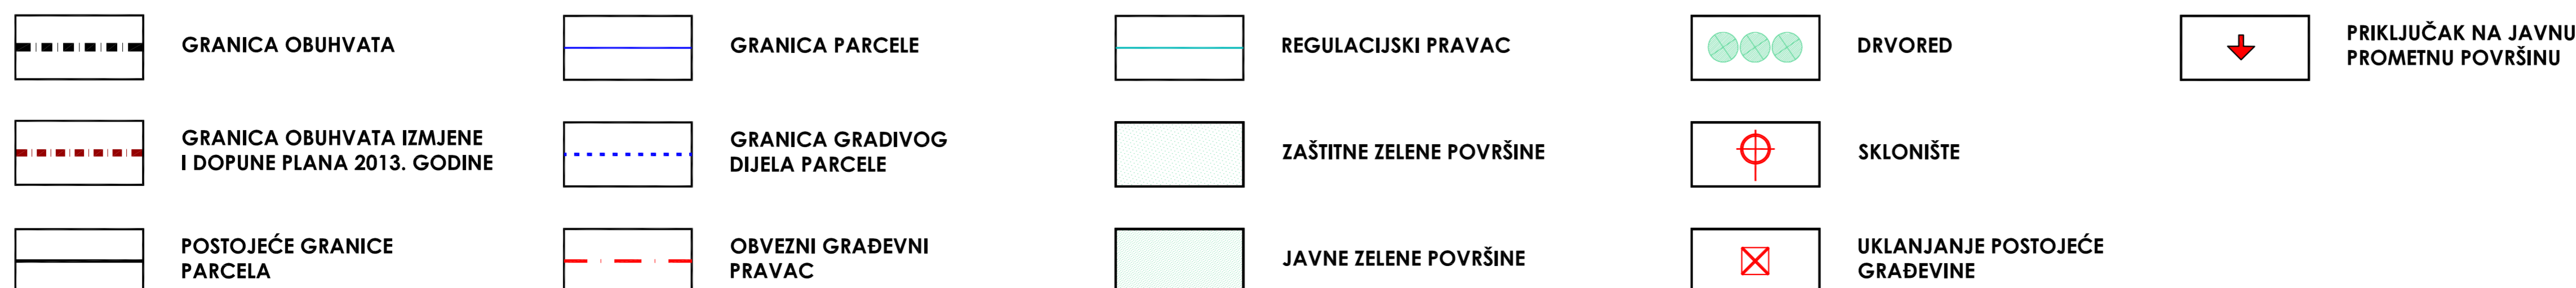 GRANICA OBUHVATA
GRANICA PARCELE
REGULACIJSKI PRAVAC
DRVORED
PRIKLJUČAK NA JAVNU
PROMETNU POVRŠINU
GRANICA OBUHVATA IZMJENE
I DOPUNE PLANA 2013. GODINE
GRANICA GRADIVOG
DIJELA PARCELE
ZAŠTITNE ZELENE POVRŠINE
SKLONIŠTE
POSTOJEĆE GRANICE
PARCELA
OBVEZNI GRAĐEVNI
PRAVAC
JAVNE ZELENE POVRŠINE
UKLANJANJE POSTOJEĆE
GRAĐEVINE